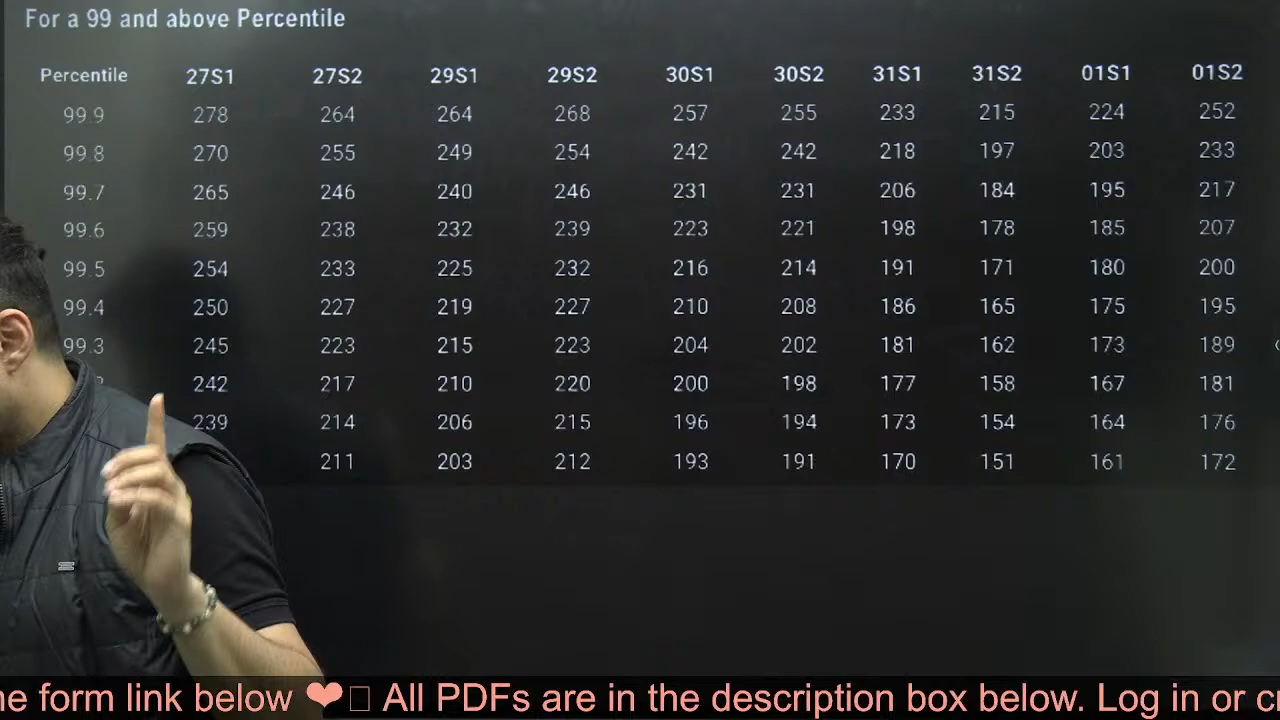 For a 99 and above Percentile
Percentile 27S1 27S2 29S1 29S2 30S1 30S2 31S1 31S2 01S1 01S2
99.9 278 264 264 268 257 255 233 215 224 252
99.8 270 255 249 254 242 242 218 197 203 233
99.7 265 246 240 246 231 231 206 184 195 217
99.6 259 238 232 239 223 221 198 178 185 207
99.5 254 233 225 232 216 214 191 171 180 200
99.4 250 227 219 227 210 208 186 165 175 195
99.3 245 223 215 223 204 202 181 162 173 189
242 217 210 220 200 198 177 158 167 181
239 214 206 215 196 194 173 154 164 176
211 203 212 193 191 170 151 161 172
form link below ❤️ All PDFs are in the description box below. Log in or